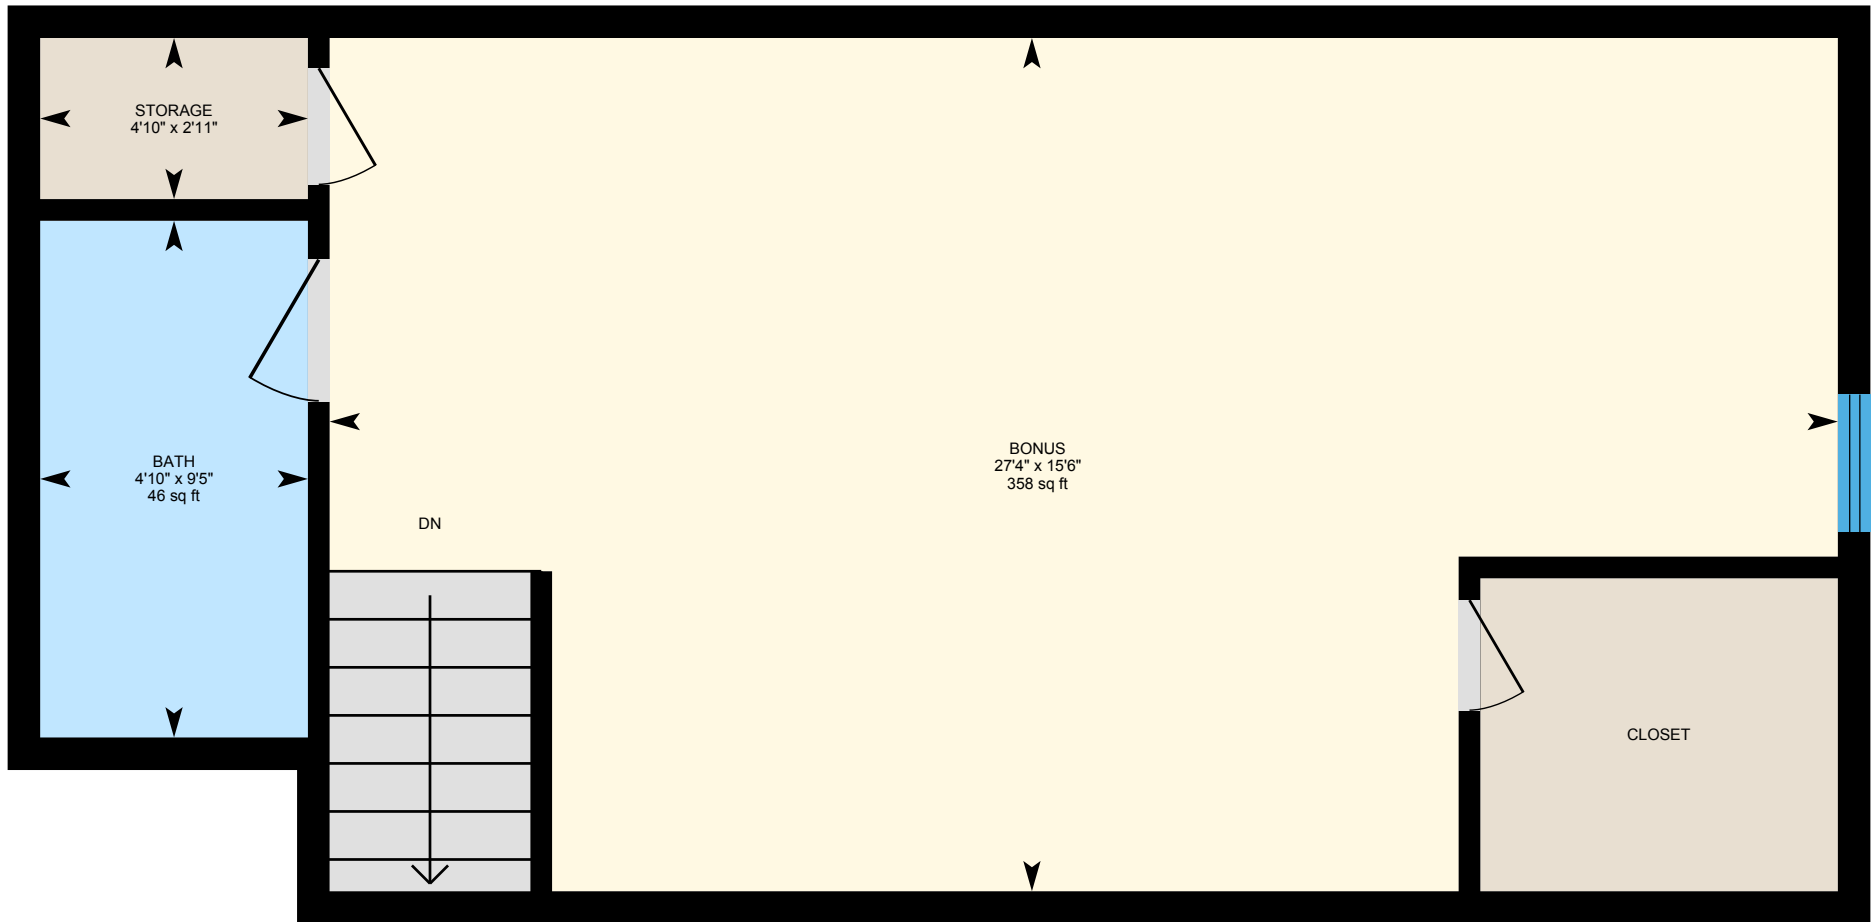 STORAGE
4'10" x 2'11"
BATH
4'10" x 9'5"
46 sq ft
DN
BONUS
27'4" x 15'6"
358 sq ft
CLOSET